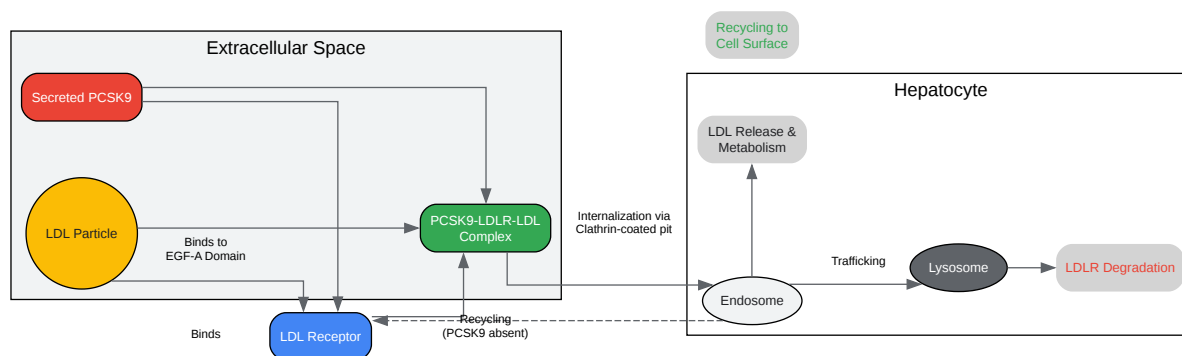 Recycling to
Cell Surface
Extracellular Space
Hepatocyte
Secreted PCSK9
LDL Release &
Metabolism
LDL Particle
Binds to
EGF-A Domain
PCSK9-LDLR-LDL
Complex
Internalization via
Clathrin-coated pit
Trafficking
Lysosome
LDLR Degradation
Endosome
Binds
LDL Receptor
Recycling
(PCSK9 absent)